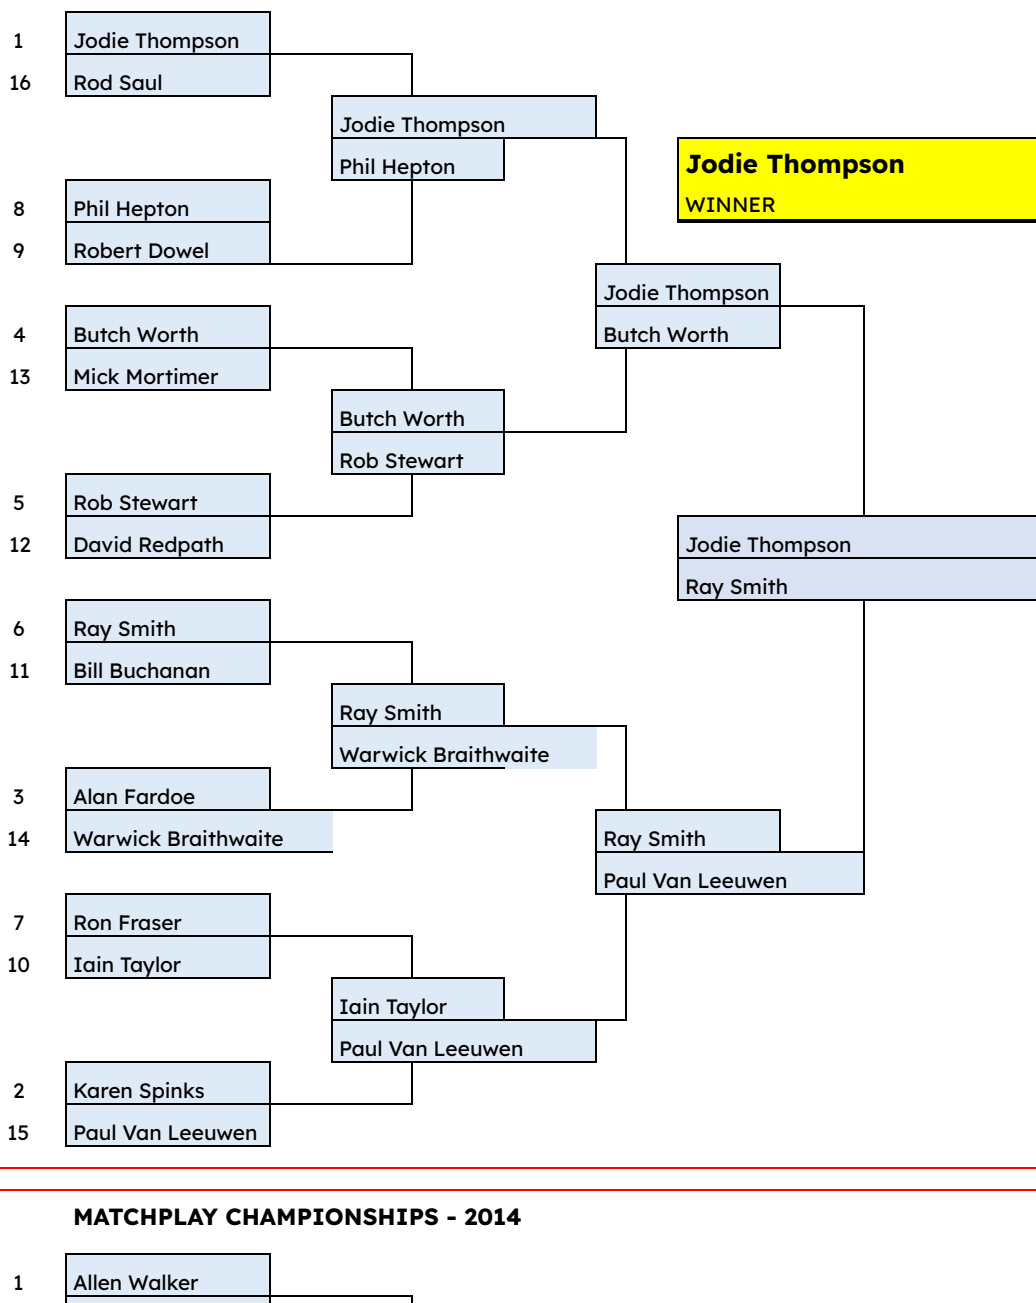 1 Jodie Thompson
16 Rod Saul
Jodie Thompson
Phil Hepton
Jodie Thompson
WINNER
8 Phil Hepton
9 Robert Dowel
Jodie Thompson
Butch Worth
4 Butch Worth
13 Mick Mortimer
Butch Worth
Rob Stewart
5 Rob Stewart
12 David Redpath
Jodie Thompson
Ray Smith
6 Ray Smith
11 Bill Buchanan
Ray Smith
Warwick Braithwaite
3 Alan Fardoe
14 Warwick Braithwaite
Ray Smith
Paul Van Leeuwen
7 Ron Fraser
10 Iain Taylor
Iain Taylor
Paul Van Leeuwen
2 Karen Spinks
15 Paul Van Leeuwen
MATCHPLAY CHAMPIONSHIPS - 2014
1 Allen Walker